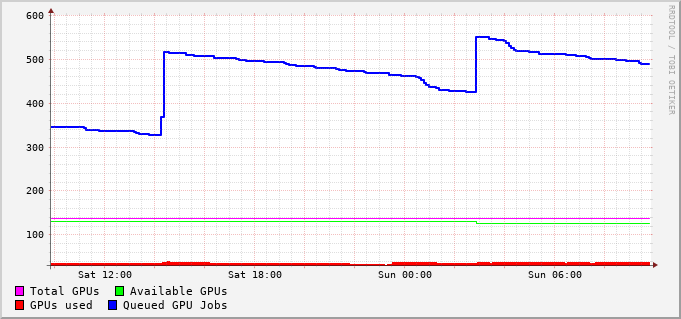 600
500
400
300
200
100
Sat 12:00 Sat 18:00 Sun 00:00 Sun 06:00
Total GPUs Available GPUs
GPUs used Queued GPU Jobs
RRDTOOL / TOBI OETIKER